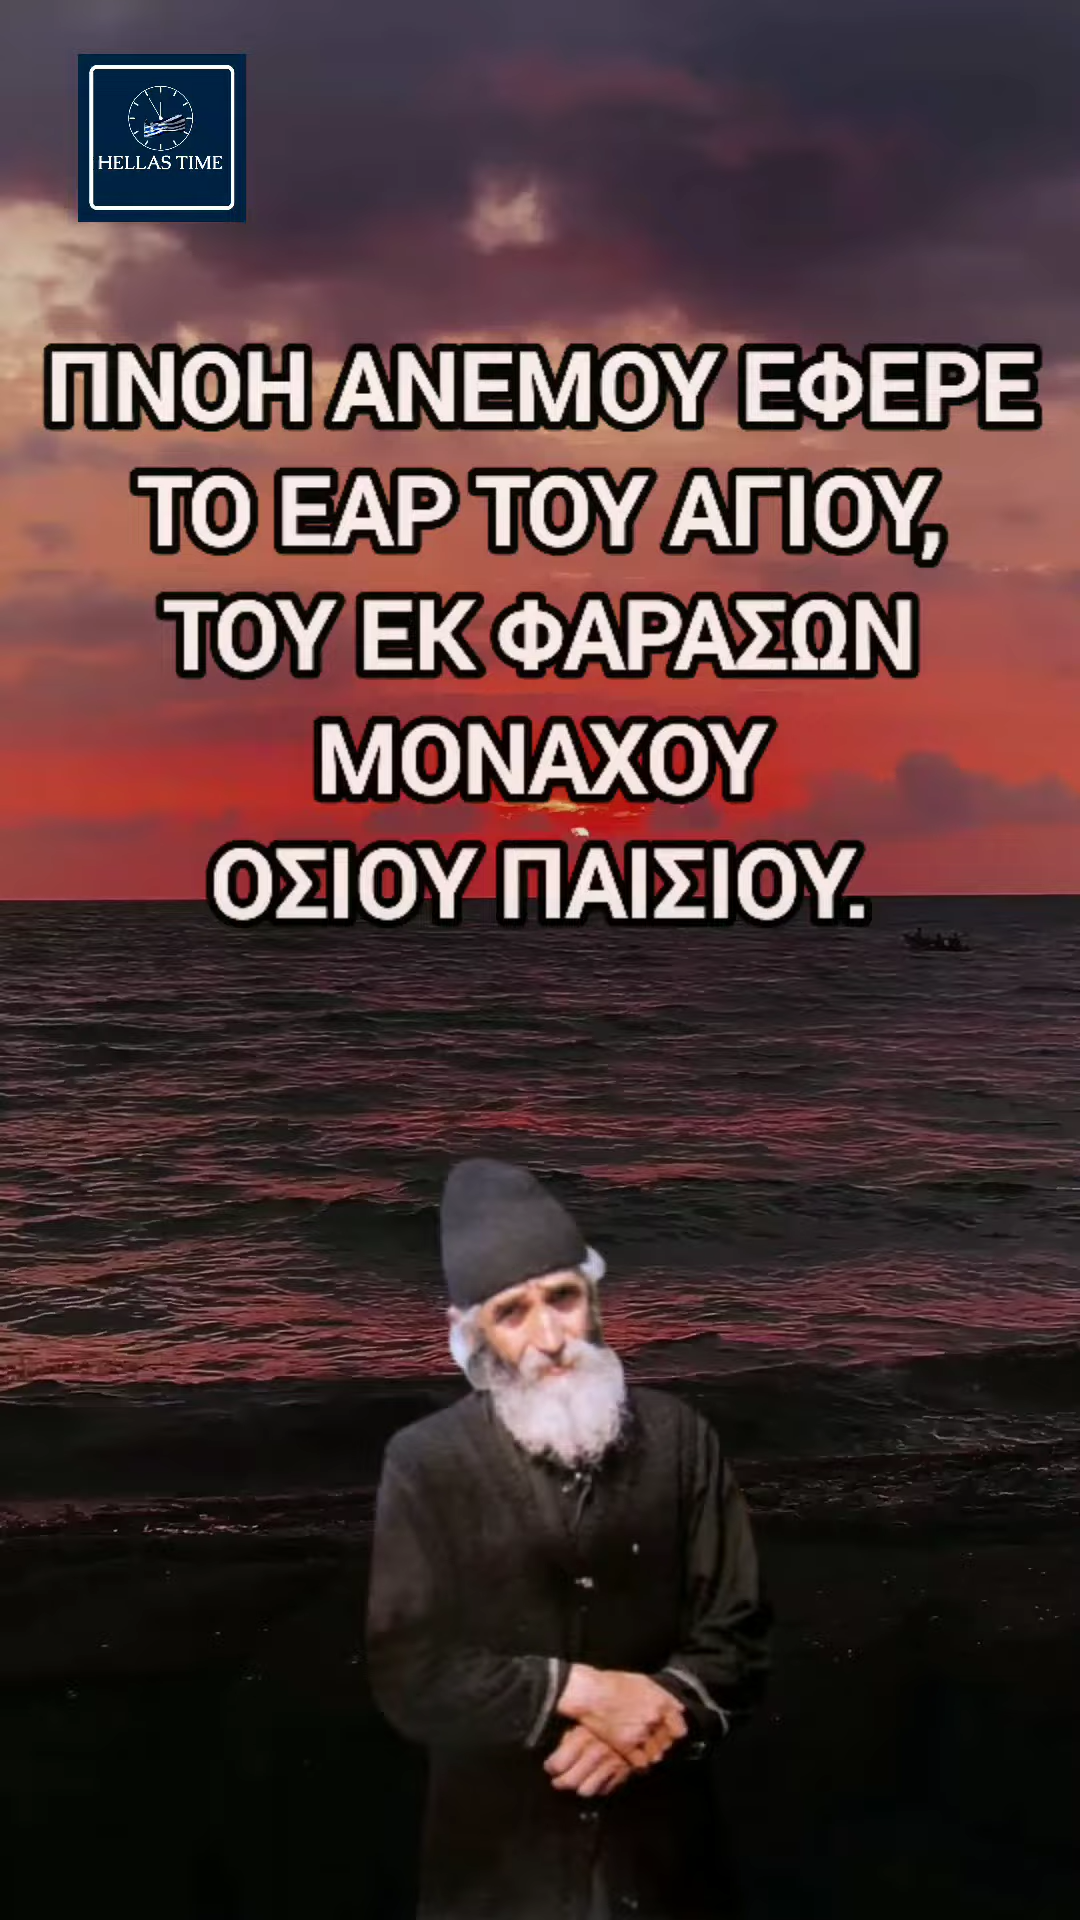 HELLAS TIME
ΠΝΟΗ ΑΝΕΜΟΥ ΕΦΕΡΕ
ΤΟ ΕΑΡ ΤΟΥ ΑΓΙΟΥ,
ΤΟΥ ΕΚ ΦΑΡΑΣΩΝ
ΜΟΝΑΧΟΥ
ΟΣΙΟΥ ΠΑΙΣΙΟΥ.